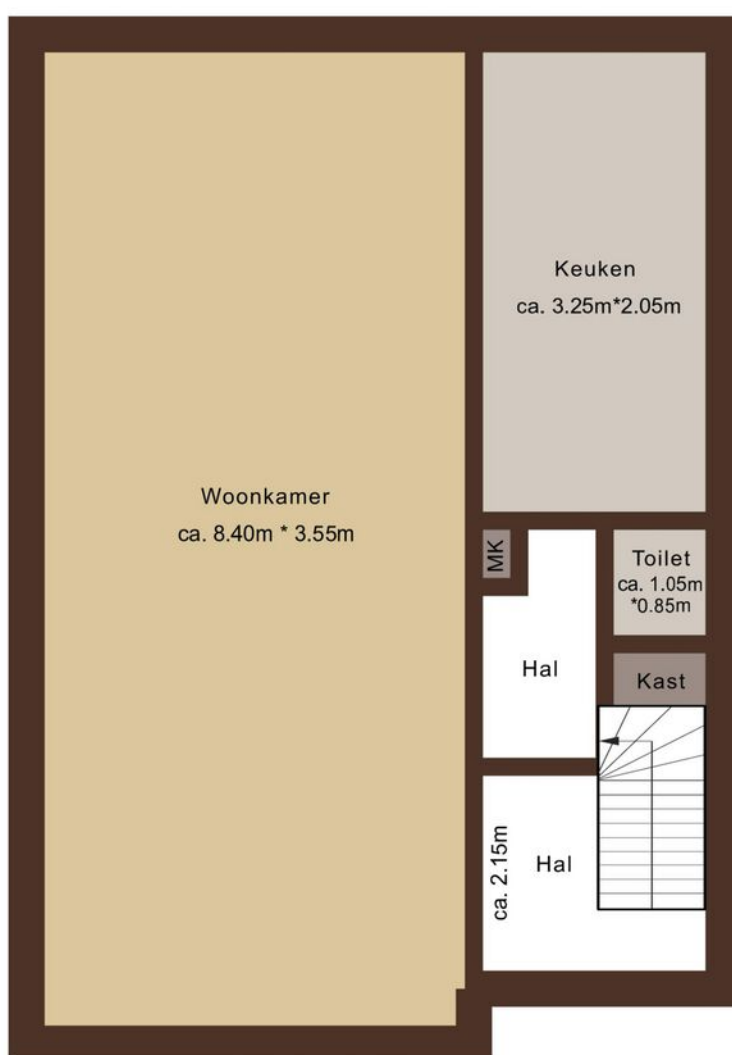 Keuken
ca. 3.25m*2.05m
Woonkamer
ca. 8.40m * 3.55m
MK
Toilet
ca. 1.05m
*0.85m
Hal
Kast
ca. 2.15m
Hal